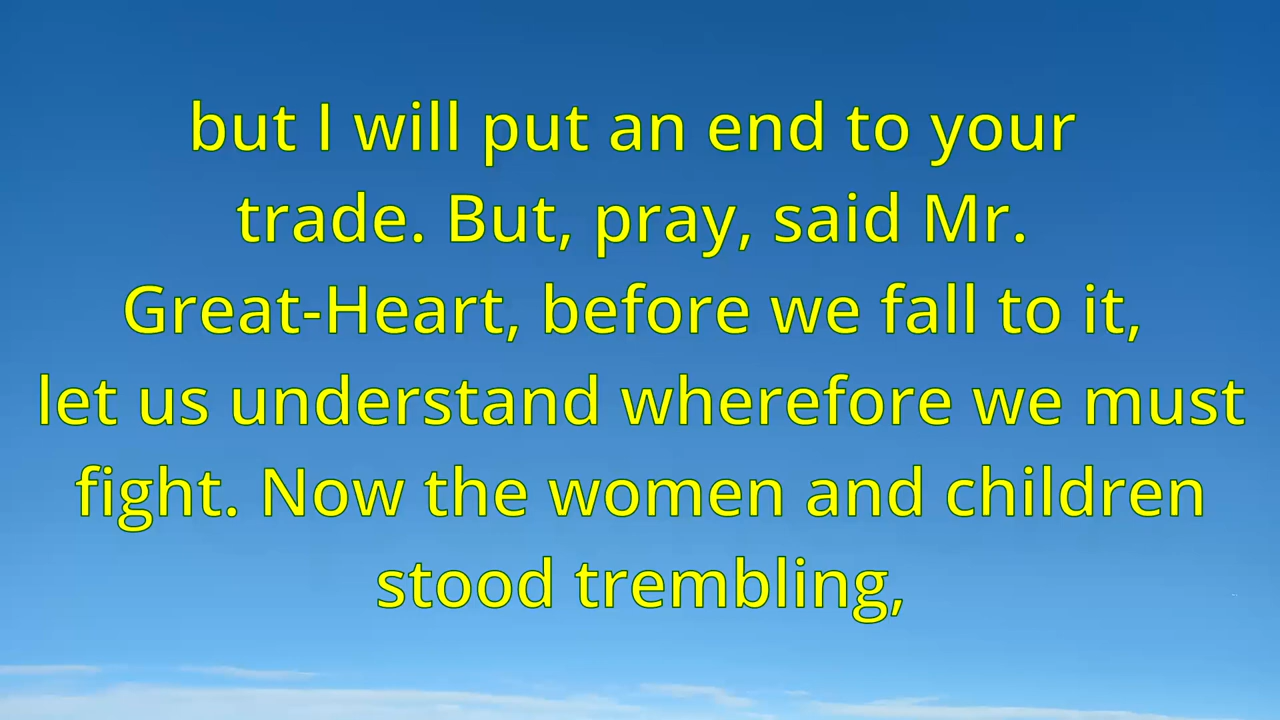 but I will put an end to your
trade. But, pray, said Mr.
Great-Heart, before we fall to it,
let us understand wherefore we must
fight. Now the women and children
stood trembling,